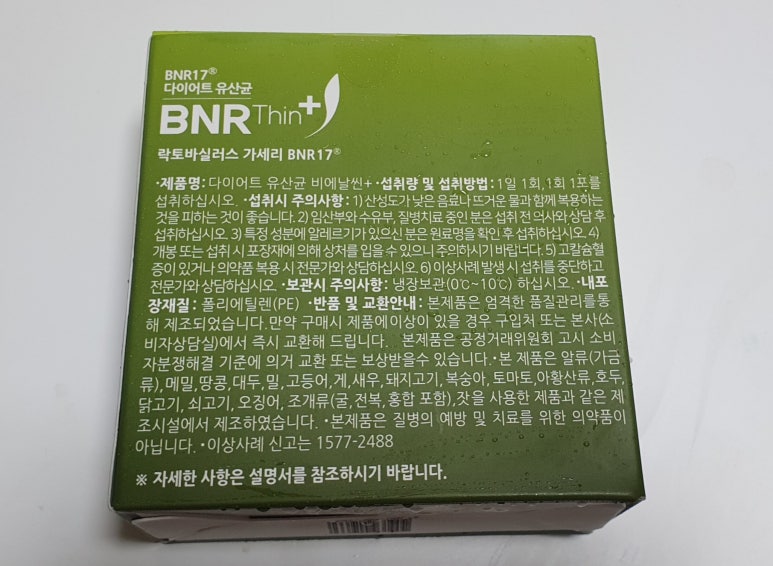 BNR17®
다이어트 유산균
BNR Thin+
락토바실러스 가세리 BNR17®
·제품명: 다이어트 유산균 비에날씬+ ·섭취량 및 섭취방법: 1일 1회, 1회 1포를
섭취하십시오. ·섭취시 주의사항: 1) 산성도가 낮은 음료나 뜨거운 물과 함께 복용하는
것을 피하는 것이 좋습니다. 2) 임산부와 수유부, 질병치료 중인 분은 섭취 전 의사와 상담 후
섭취하십시오. 3) 특정 성분에 알레르기가 있으신 분은 원료명을 확인 후 섭취하십시오. 4)
개봉 또는 섭취 시 포장재에 의해 상처를 입을 수 있으니 주의하시기 바랍니다. 5) 고칼슘혈
증이 있거나 의약품 복용 시 전문가와 상담하십시오. 6) 이상사례 발생 시 섭취를 중단하고
전문가와 상담하십시오. ·보관시 주의사항: 냉장보관(0℃~10℃) 하십시오. ·내포
장재질: 폴리에틸렌(PE) ·반품 및 교환안내: 본제품은 엄격한 품질관리를통
해 제조되었습니다. 만약 구매시 제품에이상이 있을 경우 구입처 또는 본사(소
비자상담실)에서 즉시 교환해 드립니다. 본제품은 공정거래위원회 고시 소비
자분쟁해결 기준에 의거 교환 또는 보상받을수 있습니다. ·본 제품은 알류(가금
류), 메밀, 땅콩, 대두, 밀, 고등어, 게, 새우, 돼지고기, 복숭아, 토마토, 아황산류, 호두,
닭고기, 쇠고기, 오징어, 조개류(굴, 전복, 홍합 포함), 잣을 사용한 제품과 같은 제
조시설에서 제조하였습니다. ·본제품은 질병의 예방 및 치료를 위한 의약품이
아닙니다. ·이상사례 신고는 1577-2488
※ 자세한 사항은 설명서를 참조하시기 바랍니다.